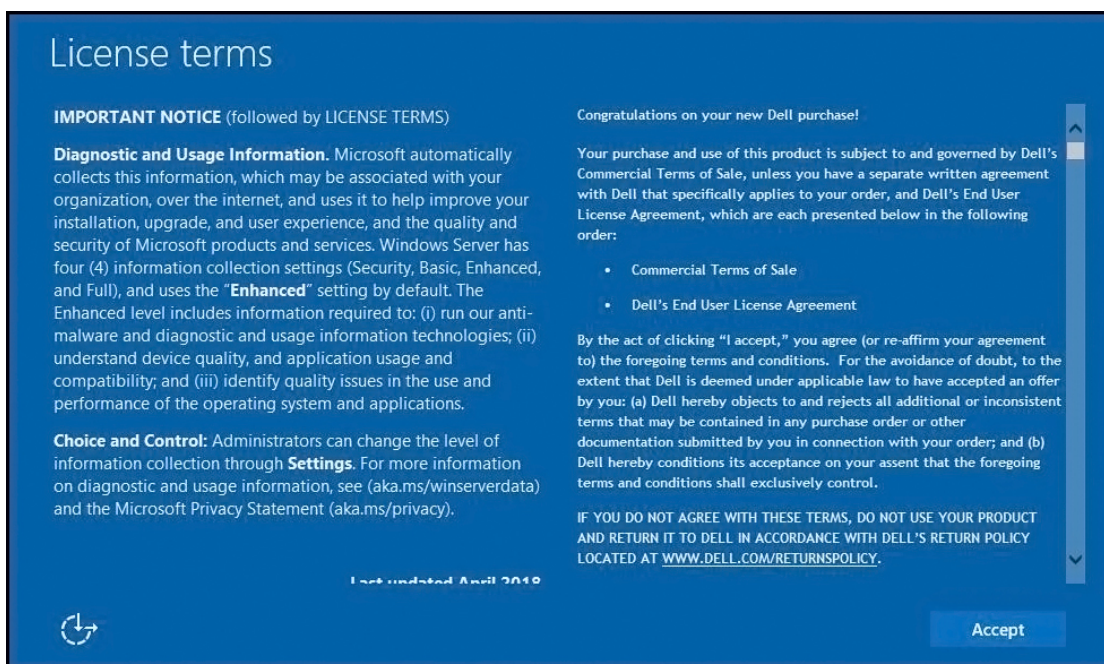 License terms
IMPORTANT NOTICE (followed by LICENSE TERMS)
Diagnostic and Usage Information. Microsoft automatically
collects this information, which may be associated with your
organization, over the internet, and uses it to help improve your
installation, upgrade, and user experience, and the quality and
security of Microsoft products and services. Windows Server has
four (4) information collection settings (Security, Basic, Enhanced,
and Full), and uses the "Enhanced" setting by default. The
Enhanced level includes information required to: (i) run our anti-
malware and diagnostic and usage information technologies; (ii)
understand device quality, and application usage and
compatibility; and (iii) identify quality issues in the use and
performance of the operating system and applications.
Choice and Control: Administrators can change the level of
information collection through Settings. For more information
on diagnostic and usage information, see (aka.ms/winserverdata)
and the Microsoft Privacy Statement (aka.ms/privacy).
Last updated April 2018
Congratulations on your new Dell purchase!
Your purchase and use of this product is subject to and governed by Dell's
Commercial Terms of Sale, unless you have a separate written agreement
with Dell that specifically applies to your order, and Dell's End User
License Agreement, which are each presented below in the following
order:
• Commercial Terms of Sale
• Dell's End User License Agreement
By the act of clicking "I accept," you agree (or re-affirm your agreement
to) the foregoing terms and conditions. For the avoidance of doubt, to the
extent that Dell is deemed under applicable law to have accepted an offer
by you: (a) Dell hereby objects to and rejects all additional or inconsistent
terms that may be contained in any purchase order or other
documentation submitted by you in connection with your order; and (b)
Dell hereby conditions its acceptance on your assent that the foregoing
terms and conditions shall exclusively control.
IF YOU DO NOT AGREE WITH THESE TERMS, DO NOT USE YOUR PRODUCT
AND RETURN IT TO DELL IN ACCORDANCE WITH DELL'S RETURN POLICY
LOCATED AT WWW.DELL.COM/RETURNSPOLICY.
Accept